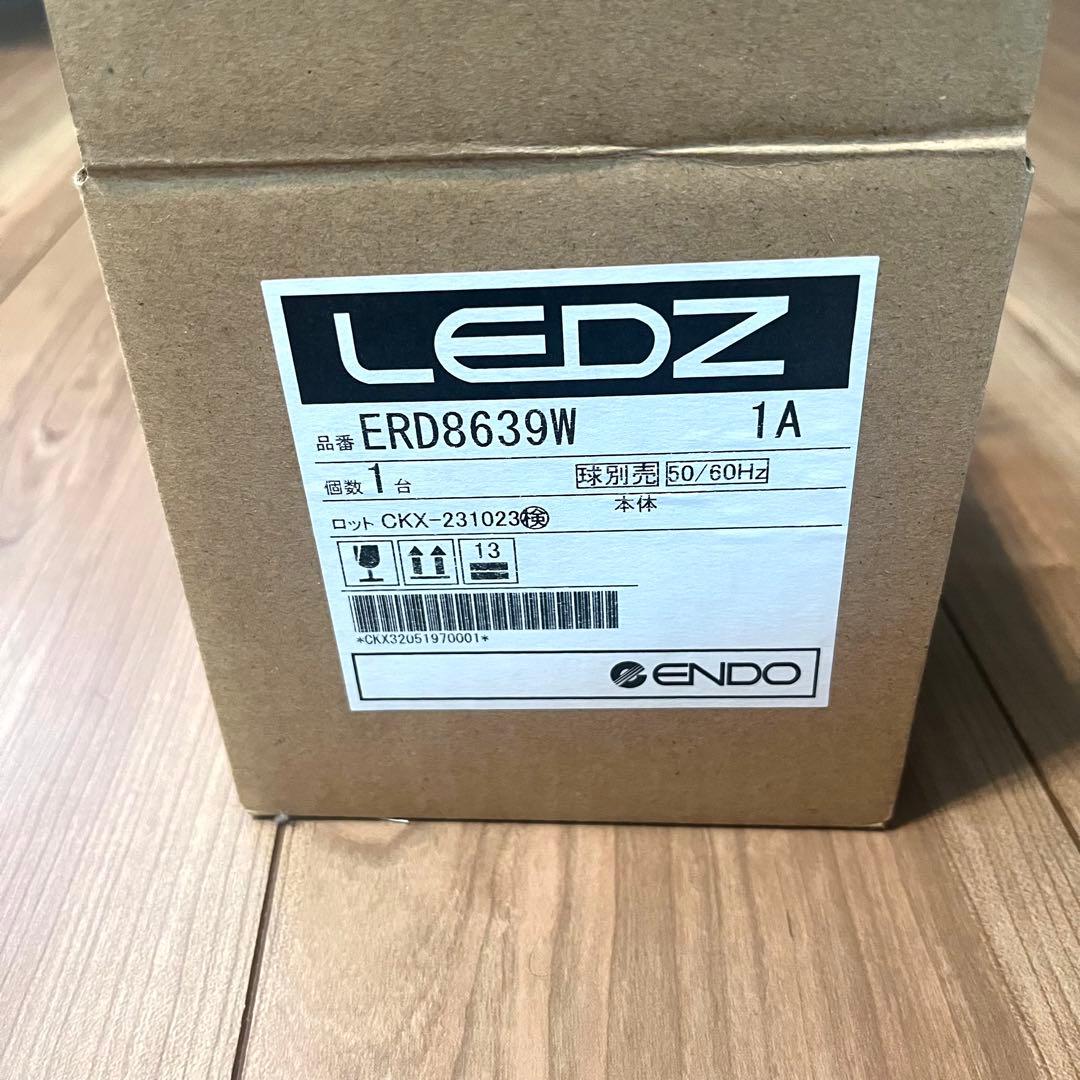 LEDZ
品番 ERD8639W 1A
個数 1 台 球別売 50/60Hz
本体
ロット CKX-231023検
13
*CKX32051970001*
ENDO